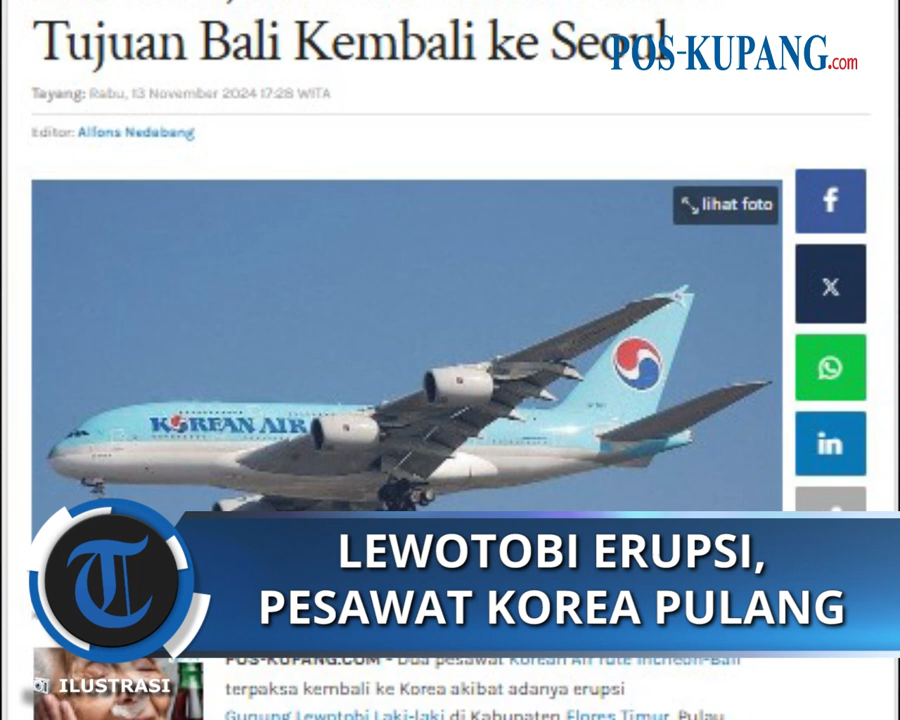 Tujuan Bali Kembali ke Seoul
POS-KUPANG.com
Tayang: Rabu, 13 November 2024 17:28 WITA
Editor: Alfons Nedabang
lihat foto
f
X
in
KOREAN AIR
T
LEWOTOBI ERUPSI,
PESAWAT KOREA PULANG
POS-KUPANG.COM - Dua pesawat Korean Air rute Incheon-Bali
ILUSTRASI
terpaksa kembali ke Korea akibat adanya erupsi
Gunung Lewotobi Laki-laki di Kabupaten Flores Timur, Pulau